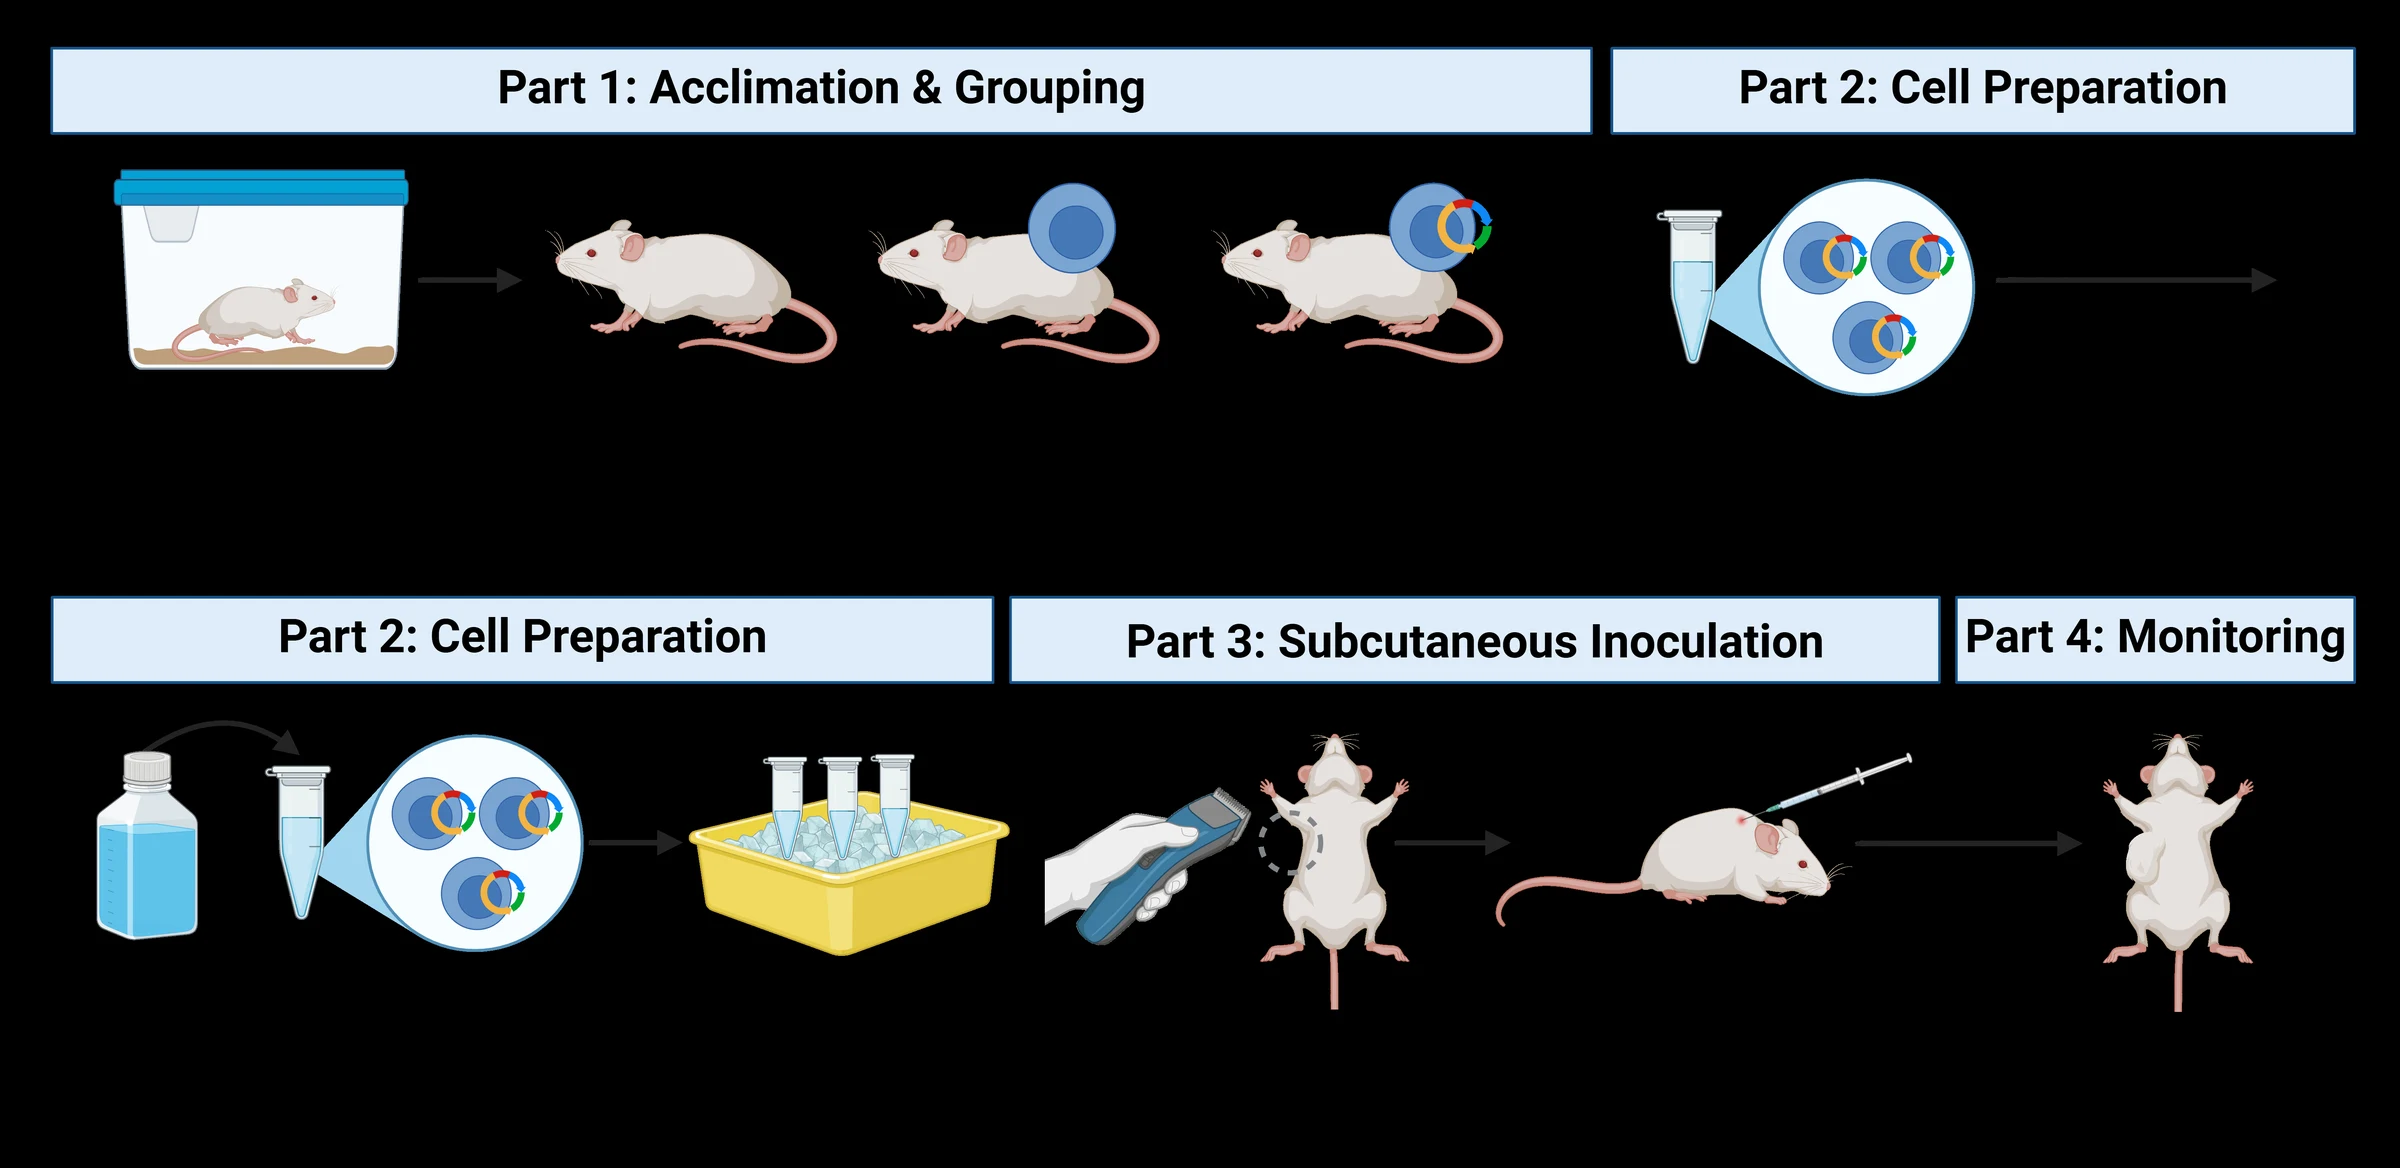 Part 1: Acclimation & Grouping
Part 2: Cell Preparation
Part 2: Cell Preparation
Part 3: Subcutaneous Inoculation
Part 4: Monitoring